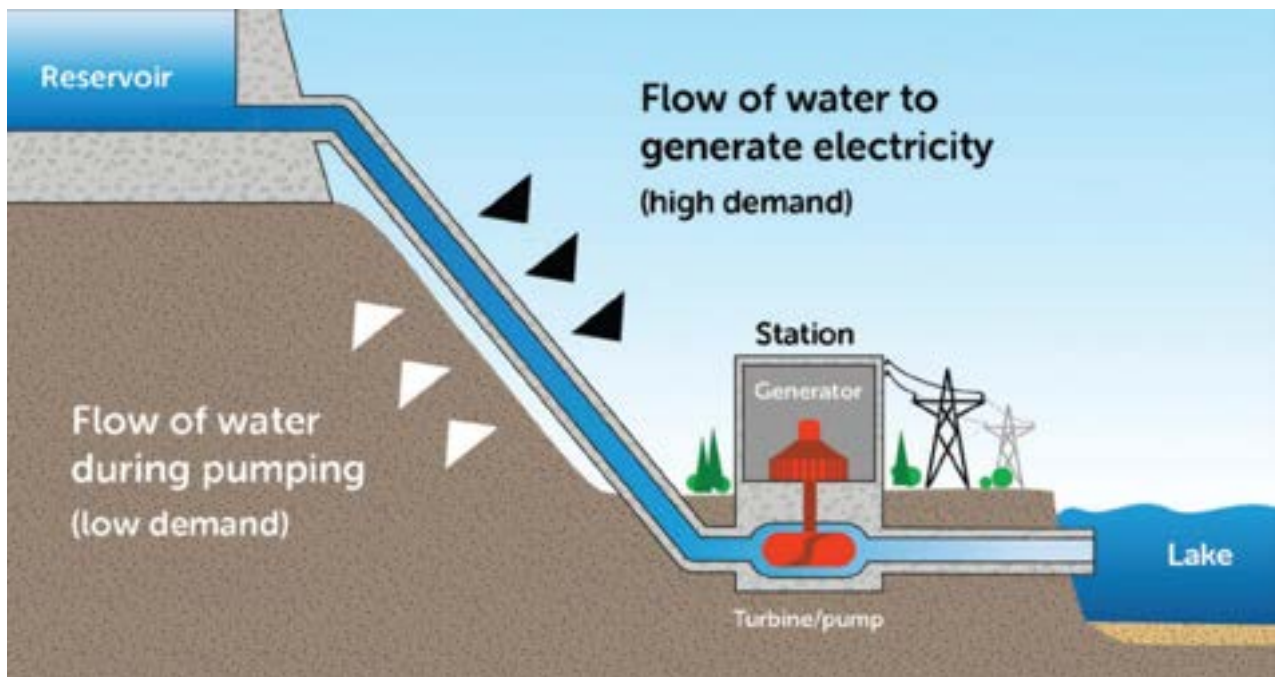 Reservoir
Flow of water to
generate electricity
(high demand)
Station
Generator
Flow of water
during pumping
(low demand)
Lake
Turbine/pump